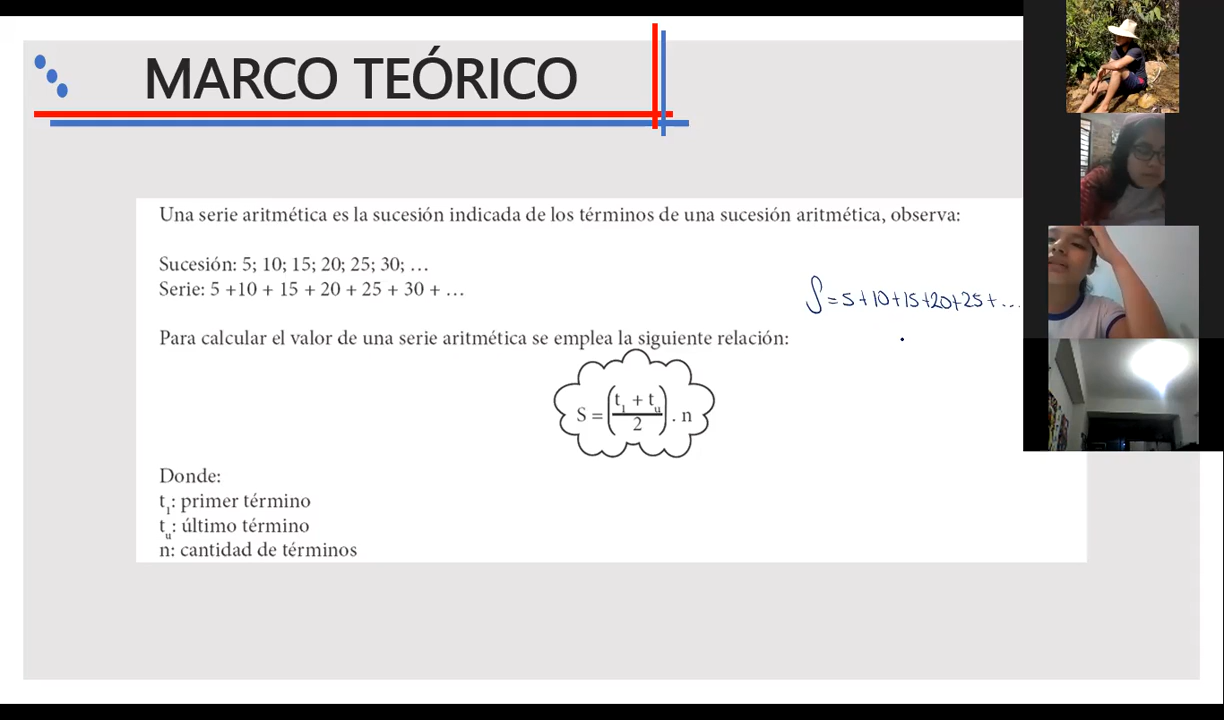 MARCO TEÓRICO
Una serie aritmética es la sucesión indicada de los términos de una sucesión aritmética, observa:
Sucesión: 5; 10; 15; 20; 25; 30; …
Serie: 5 +10 + 15 + 20 + 25 + 30 + …
S = 5+10+15+20+25+...
Para calcular el valor de una serie aritmética se emplea la siguiente relación:
S = (t₁ + tᵤ / 2) . n
Donde:
t₁: primer término
tᵤ: último término
n: cantidad de términos